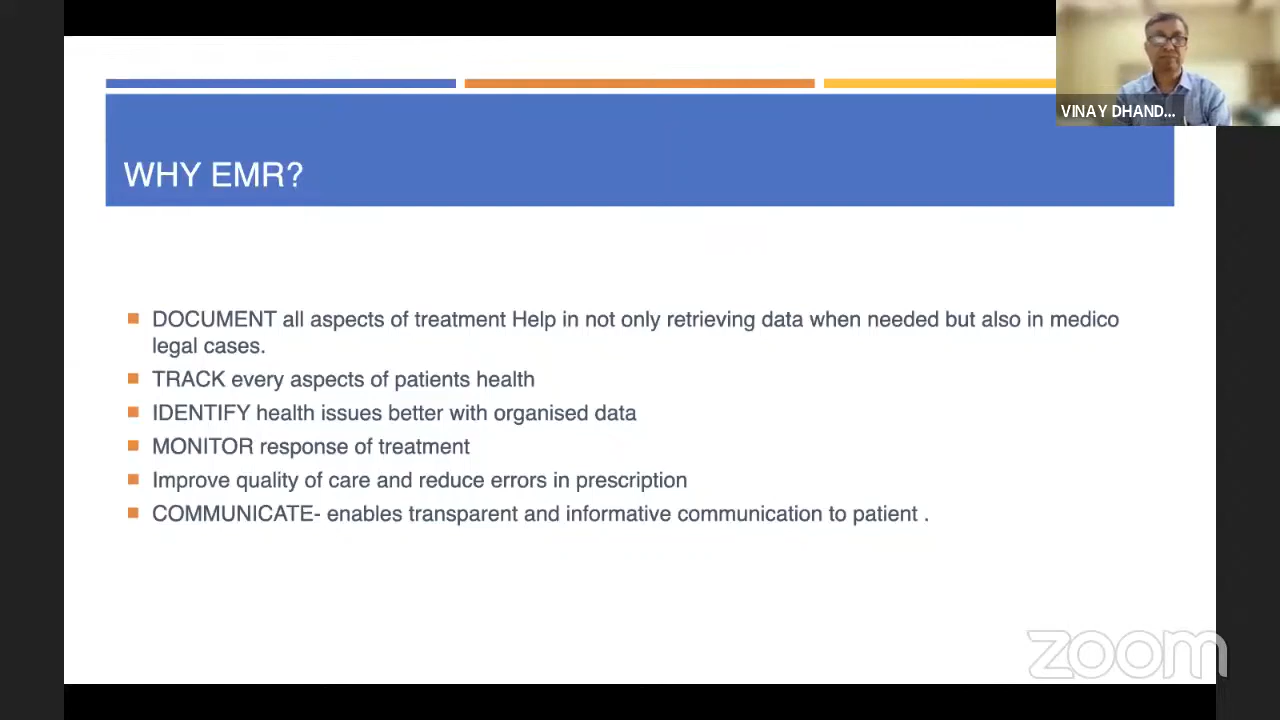 VINAY DHAND...
WHY EMR?
DOCUMENT all aspects of treatment Help in not only retrieving data when needed but also in medico
legal cases.
TRACK every aspects of patients health
IDENTIFY health issues better with organised data
MONITOR response of treatment
Improve quality of care and reduce errors in prescription
COMMUNICATE- enables transparent and informative communication to patient .
zoom